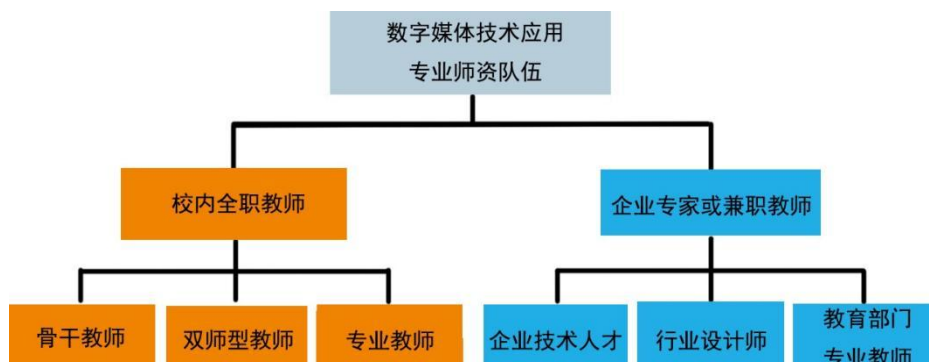 数字媒体技术应用
专业师资队伍
校内全职教师
企业专家或兼职教师
骨干教师
双师型教师
专业教师
企业技术人才
行业设计师
教育部门
专业教师